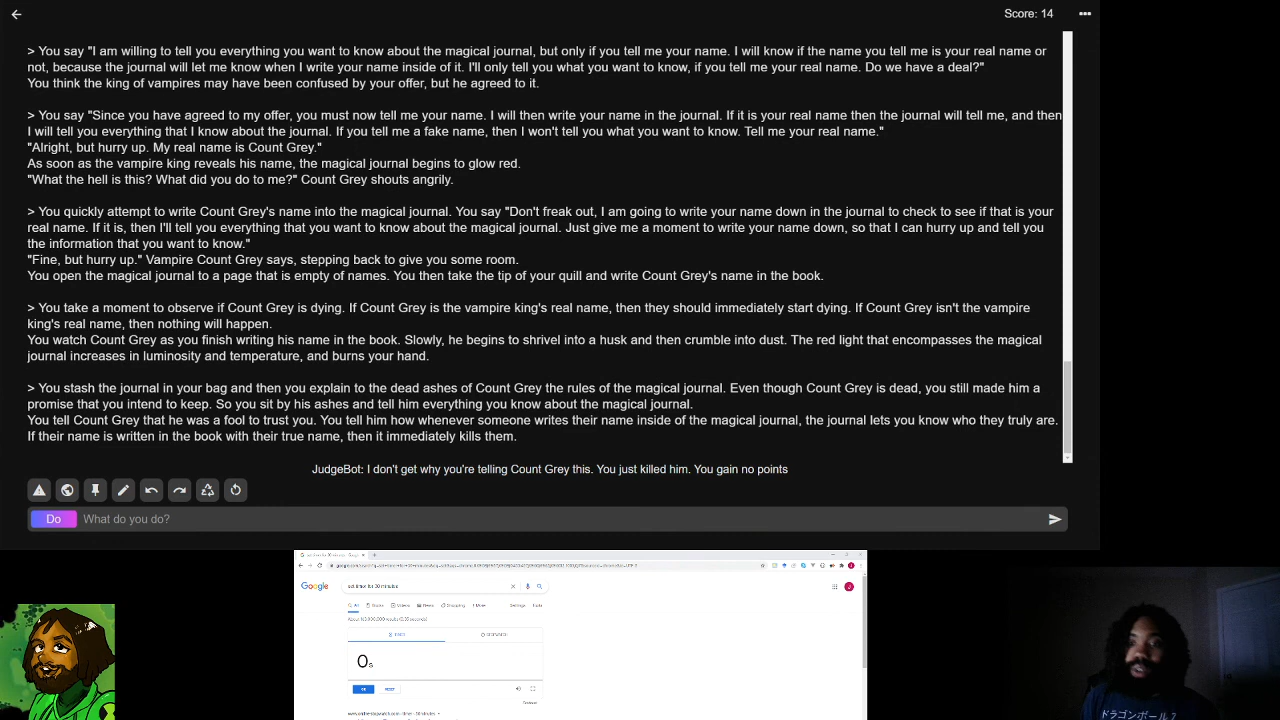 Score: 14
> You say "I am willing to tell you everything you want to know about the magical journal, but only if you tell me your name. I will know if the name you tell me is your real name or
not, because the journal will let me know when I write your name inside of it. I'll only tell you what you want to know, if you tell me your real name. Do we have a deal?"
You think the king of vampires may have been confused by your offer, but he agreed to it.
> You say "Since you have agreed to my offer, you must now tell me your name. I will then write your name in the journal. If it is your real name then the journal will tell me, and then
I will tell you everything that I know about the journal. If you tell me a fake name, then I won't tell you what you want to know. Tell me your real name."
"Alright, but hurry up. My real name is Count Grey."
As soon as the vampire king reveals his name, the magical journal begins to glow red.
"What the hell is this? What did you do to me?" Count Grey shouts angrily.
> You quickly attempt to write Count Grey's name into the magical journal. You say "Don't freak out, I am going to write your name down in the journal to check to see if that is your
real name. If it is, then I'll tell you everything that you want to know about the magical journal. Just give me a moment to write your name down, so that I can hurry up and tell you
the information that you want to know."
"Fine, but hurry up." Vampire Count Grey says, stepping back to give you some room.
You open the magical journal to a page that is empty of names. You then take the tip of your quill and write Count Grey's name in the book.
> You take a moment to observe if Count Grey is dying. If Count Grey is the vampire king's real name, then they should immediately start dying. If Count Grey isn't the vampire
king's real name, then nothing will happen.
You watch Count Grey as you finish writing his name in the book. Slowly, he begins to shrivel into a husk and then crumble into dust. The red light that encompasses the magical
journal increases in luminosity and temperature, and burns your hand.
> You stash the journal in your bag and then you explain to the dead ashes of Count Grey the rules of the magical journal. Even though Count Grey is dead, you still made him a
promise that you intend to keep. So you sit by his ashes and tell him everything you know about the magical journal.
You tell Count Grey that he was a fool to trust you. You tell him how whenever someone writes their name inside of the magical journal, the journal lets you know who they truly are.
If their name is written in the book with their true name, then it immediately kills them.
JudgeBot: I don't get why you're telling Count Grey this. You just killed him. You gain no points
Do What do you do?
Google
set timer for 30 minutes
All Videos News Shopping More Settings Tools
0s
RESET
ドラゴンボールZ